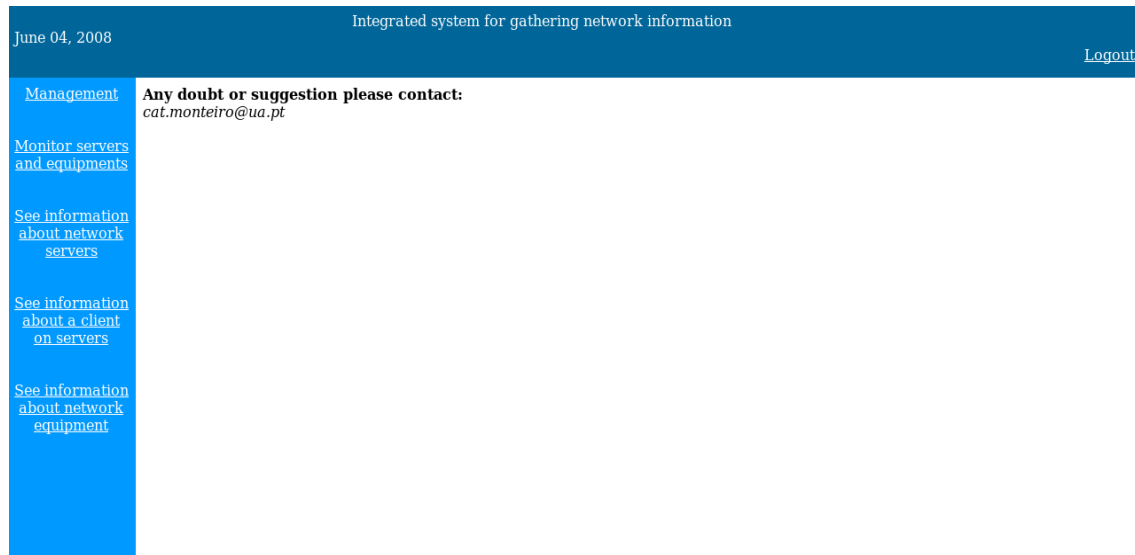 Integrated system for gathering network information
June 04, 2008
Logout
Management
Monitor servers
and equipments
See information
about network
servers
See information
about a client
on servers
See information
about network
equipment
Any doubt or suggestion please contact:
cat.monteiro@ua.pt